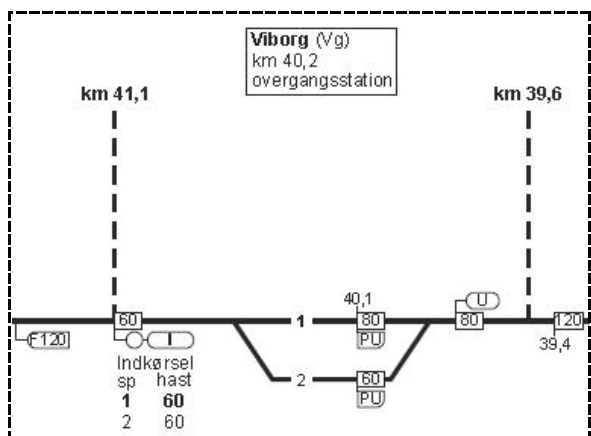 Viborg (Vg)
km 40,2
overgangsstation
km 41,1
km 39,6
40,1
U
60
1
80
80
120
F120
I
PU
39,4
Indkørsel
sp hast
1 60
2 60
2
60
PU